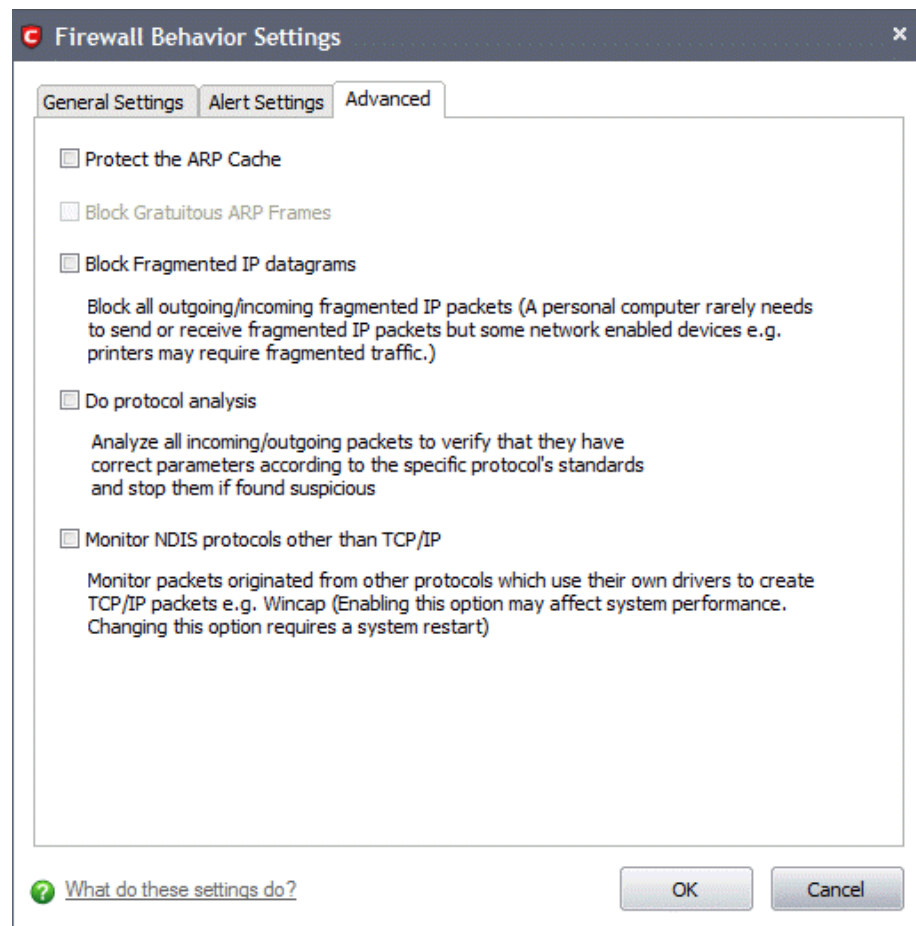 Firewall Behavior Settings
General Settings
Alert Settings
Advanced
Protect the ARP Cache
Block Gratuitous ARP Frames
Block Fragmented IP datagrams
Block all outgoing/incoming fragmented IP packets (A personal computer rarely needs
to send or receive fragmented IP packets but some network enabled devices e.g.
printers may require fragmented traffic.)
Do protocol analysis
Analyze all incoming/outgoing packets to verify that they have
correct parameters according to the specific protocol's standards
and stop them if found suspicious
Monitor NDIS protocols other than TCP/IP
Monitor packets originated from other protocols which use their own drivers to create
TCP/IP packets e.g. Wincap (Enabling this option may affect system performance.
Changing this option requires a system restart)
What do these settings do?
OK
Cancel